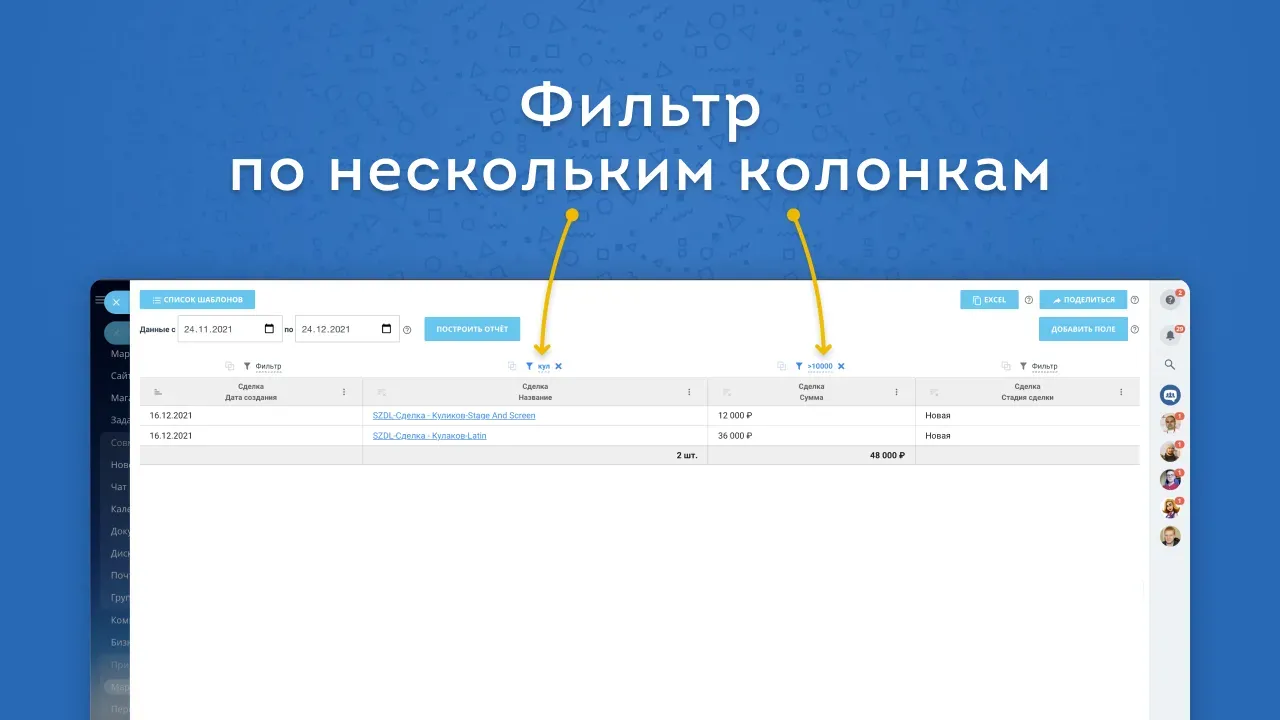 Фильтр
по нескольким колонкам
СПИСОК ШАБЛОНОВ
EXCEL
ПОДЕЛИТЬСЯ
2
Данные с 24.11.2021 по 24.12.2021
ПОСТРОИТЬ ОТЧЁТ
ДОБАВИТЬ ПОЛЕ
29
Фильтр
кул
>10000
Фильтр
Сделка
Дата создания
Сделка
Название
Сделка
Сумма
Сделка
Стадия сделки
16.12.2021 SZDL-Сделка - Куликов-Stage And Screen 12 000 ₽ Новая
16.12.2021 SZDL-Сделка - Кулаков-Latin 36 000 ₽ Новая
2 шт. 48 000 ₽
1
1
1
1
Мар
Сайт
Мага
Зада
Совм
Ново
Чат
Кале
Доку
Диск
Поч
Груп
Ком
Бизн
При
Мар
Пер